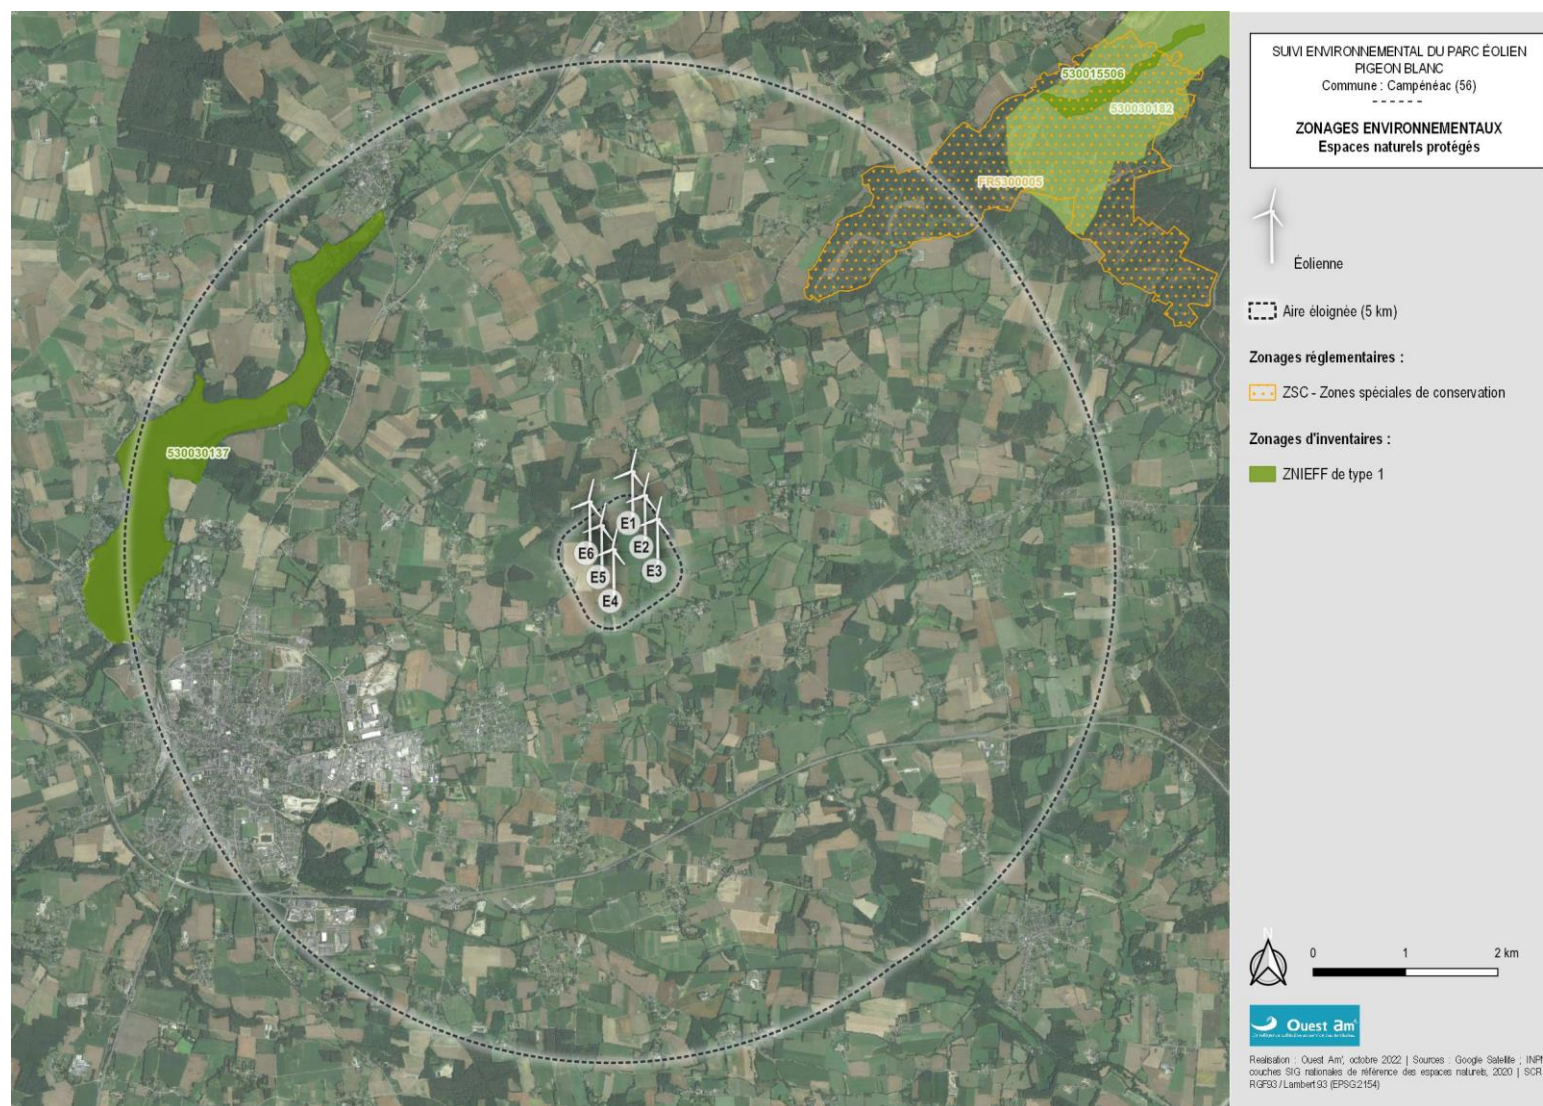 530015506
530030182
FR5300005
530030137
E1
E2
E3
E6
E5
E4
SUIVI ENVIRONNEMENTAL DU PARC ÉOLIEN
PIGEON BLANC
Commune : Campénéac (56)
ZONAGES ENVIRONNEMENTAUX
Espaces naturels protégés
Éolienne
Aire éloignée (5 km)
Zonages réglementaires :
ZSC - Zones spéciales de conservation
Zonages d'inventaires :
ZNIEFF de type 1
N
0 1 2 km
Ouest am'
Realisation : Ouest Am', octobre 2022 | Sources : Google Satellite ; INPN
couches SIG nationales de référence des espaces naturels, 2020 | SCR
RGF93 / Lambert 93 (EPSG:2154)